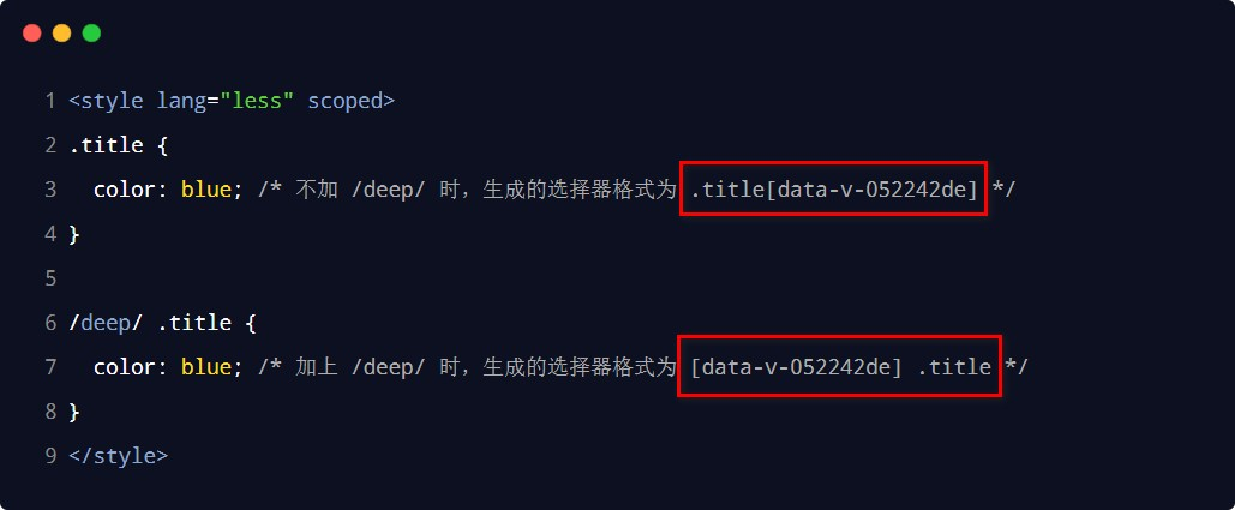 1 <style lang="less" scoped>
2 .title {
3   color: blue; /* 不加 /deep/ 时，生成的选择器格式为 .title[data-v-052242de] */
4 }
5
6 /deep/ .title {
7   color: blue; /* 加上 /deep/ 时，生成的选择器格式为 [data-v-052242de] .title */
8 }
9 </style>